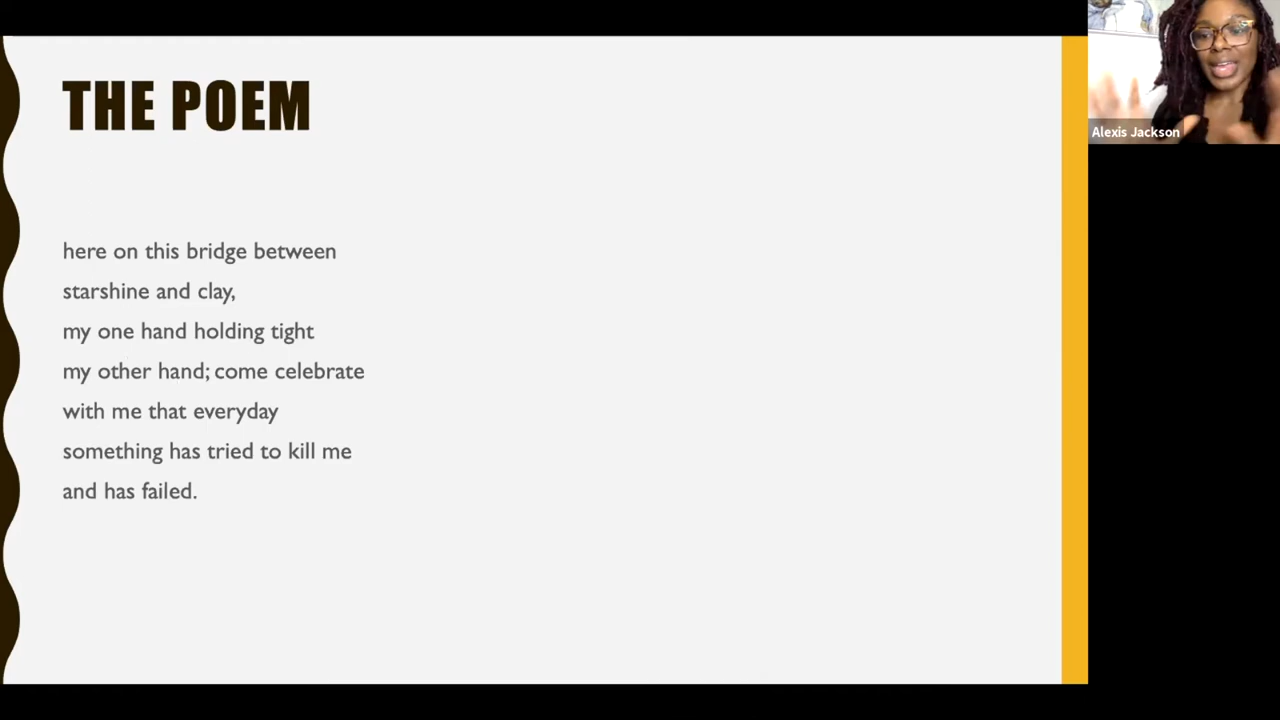 THE POEM
here on this bridge between
starshine and clay,
my one hand holding tight
my other hand; come celebrate
with me that everyday
something has tried to kill me
and has failed.
Alexis Jackson